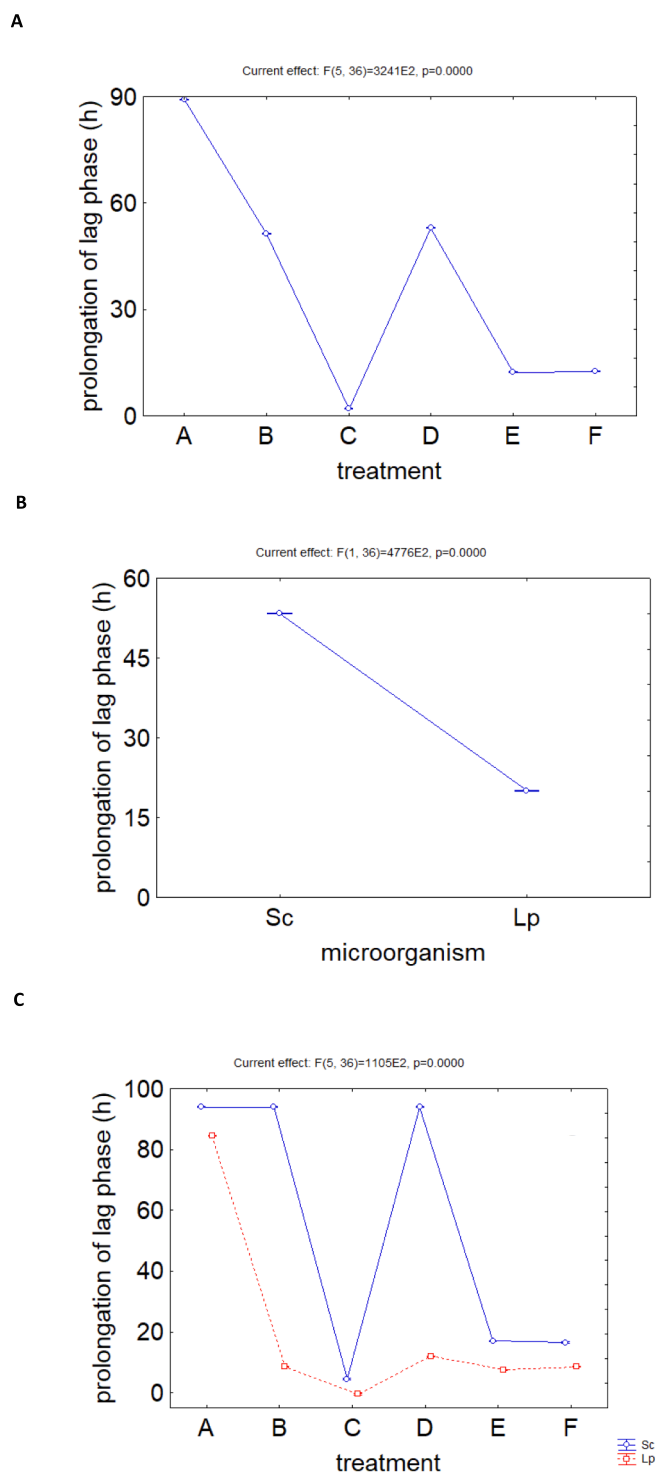 A
Current effect: F(5, 36)=3241E2, p=0.0000
prolongation of lag phase (h)
90
60
30
0
A B C D E F
treatment
B
Current effect: F(1, 36)=4776E2, p=0.0000
prolongation of lag phase (h)
60
45
30
15
0
Sc Lp
microorganism
C
Current effect: F(5, 36)=1105E2, p=0.0000
prolongation of lag phase (h)
100
80
60
40
20
0
A B C D E F
treatment
Sc
Lp